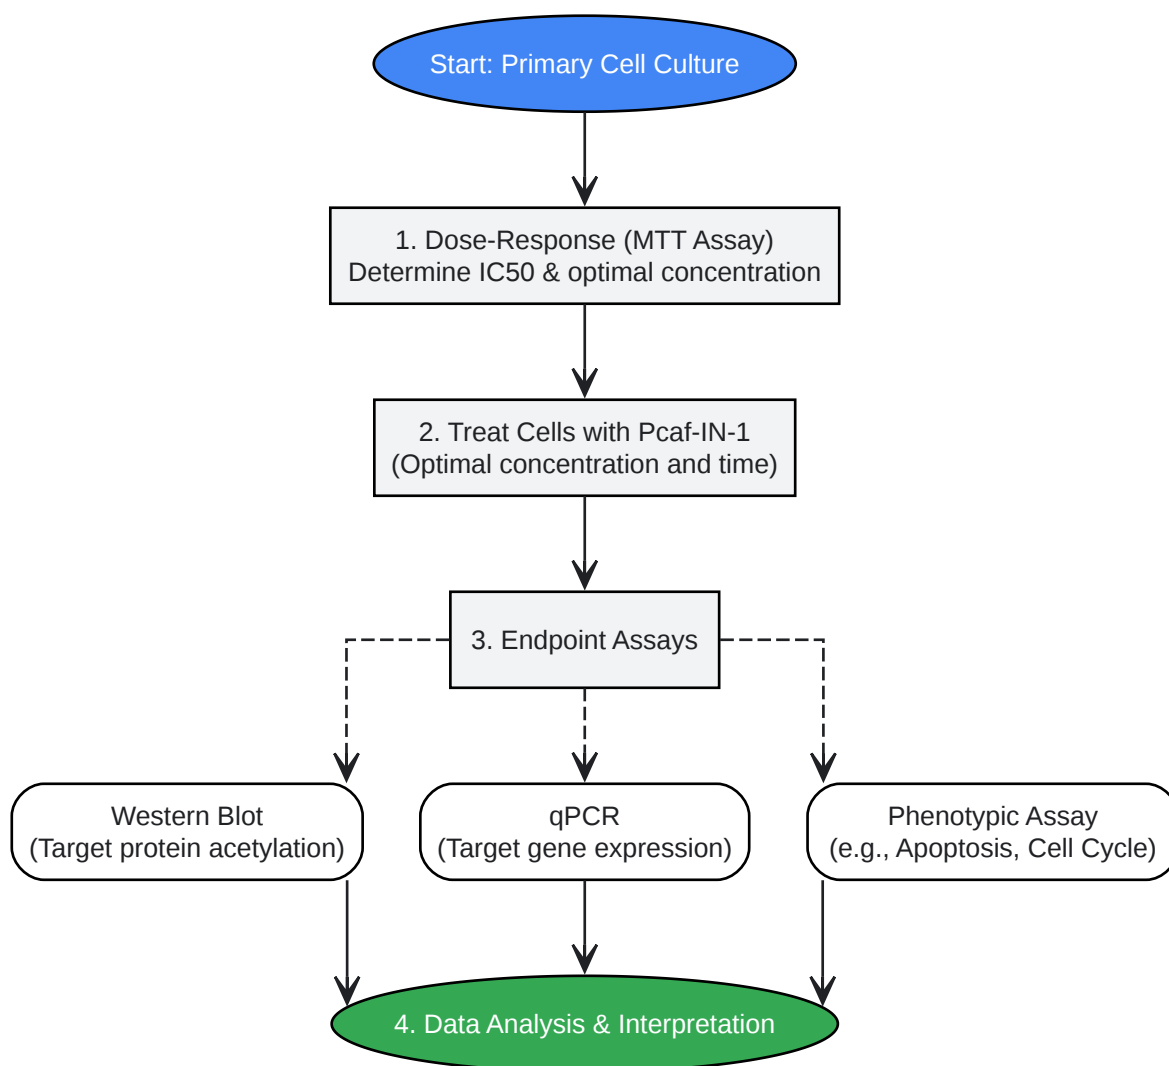 Start: Primary Cell Culture
1. Dose-Response (MTT Assay)
Determine IC50 & optimal concentration
2. Treat Cells with Pcaf-IN-1
(Optimal concentration and time)
3. Endpoint Assays
Western Blot
(Target protein acetylation)
qPCR
(Target gene expression)
Phenotypic Assay
(e.g., Apoptosis, Cell Cycle)
4. Data Analysis & Interpretation